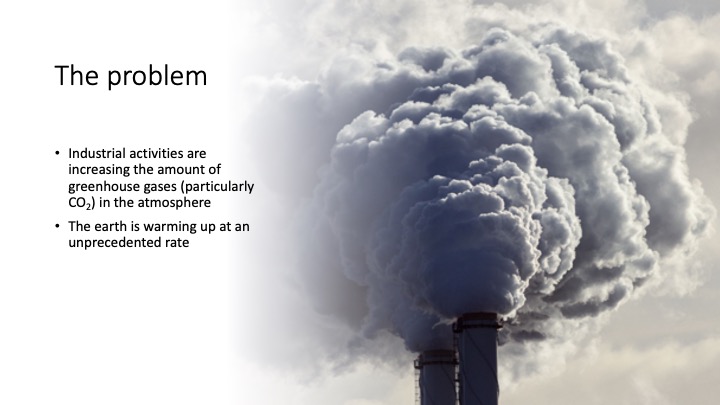 The problem
• Industrial activities are
increasing the amount of
greenhouse gases (particularly
CO₂) in the atmosphere
• The earth is warming up at an
unprecedented rate